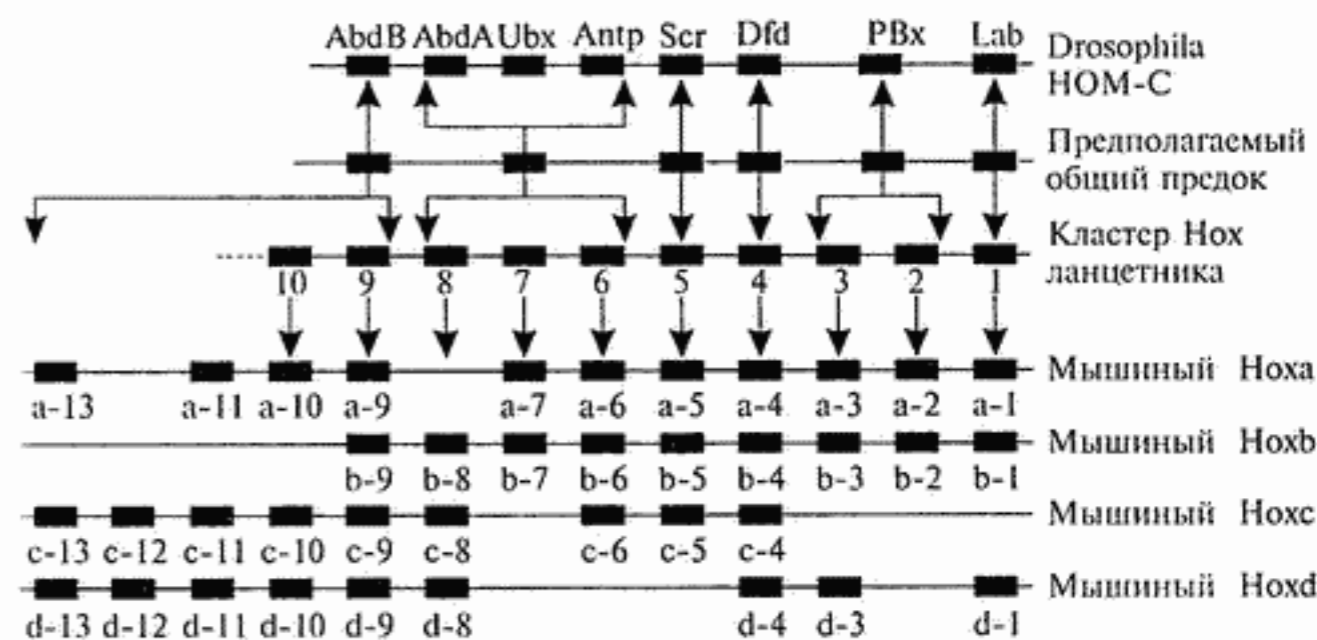 AbdB AbdA Ubx Antp Scr Dfd PBx Lab
Drosophila
HOM-C
Предполагаемый
общий предок
Кластер Hox
ланцетника
10 9 8 7 6 5 4 3 2 1
Мышиный Hoxa
a-13 a-11 a-10 a-9 a-7 a-6 a-5 a-4 a-3 a-2 a-1
Мышиный Hoxb
b-9 b-8 b-7 b-6 b-5 b-4 b-3 b-2 b-1
Мышиный Hoxc
c-13 c-12 c-11 c-10 c-9 c-8 c-6 c-5 c-4
Мышиный Hoxd
d-13 d-12 d-11 d-10 d-9 d-8 d-4 d-3 d-1